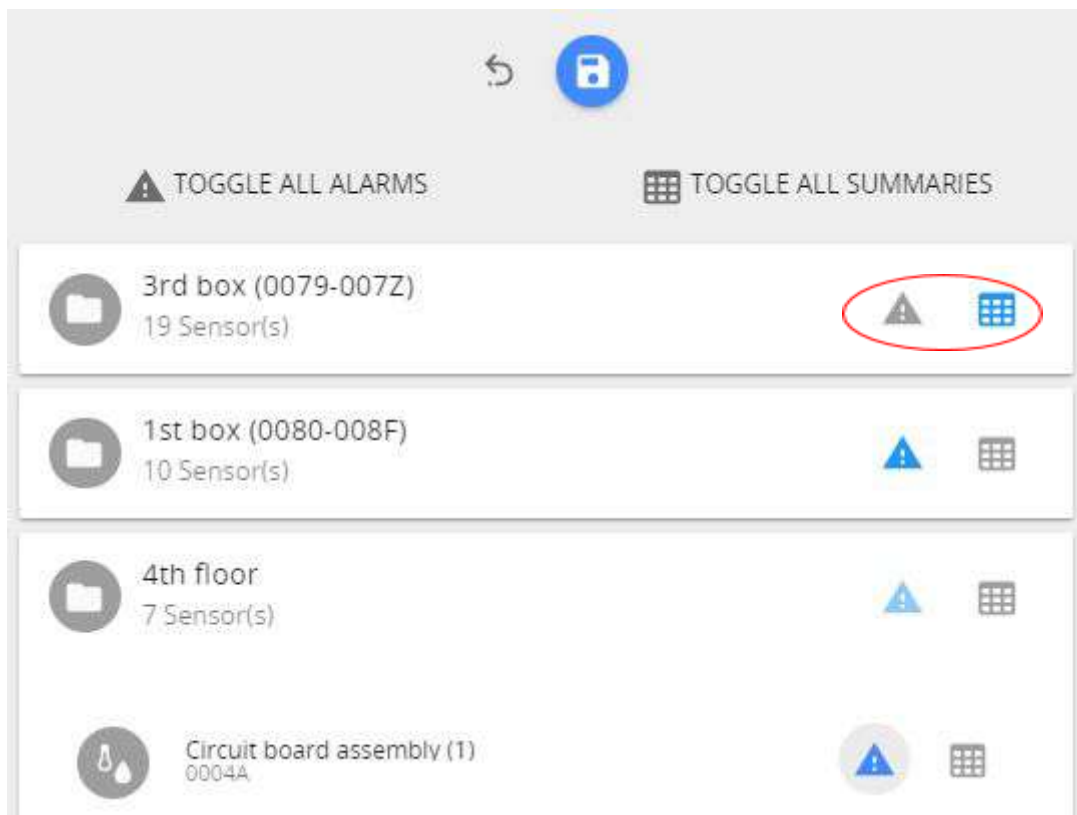 TOGGLE ALL ALARMS
TOGGLE ALL SUMMARIES
3rd box (0079-007Z)
19 Sensor(s)
1st box (0080-008F)
10 Sensor(s)
4th floor
7 Sensor(s)
Circuit board assembly (1)
0004A